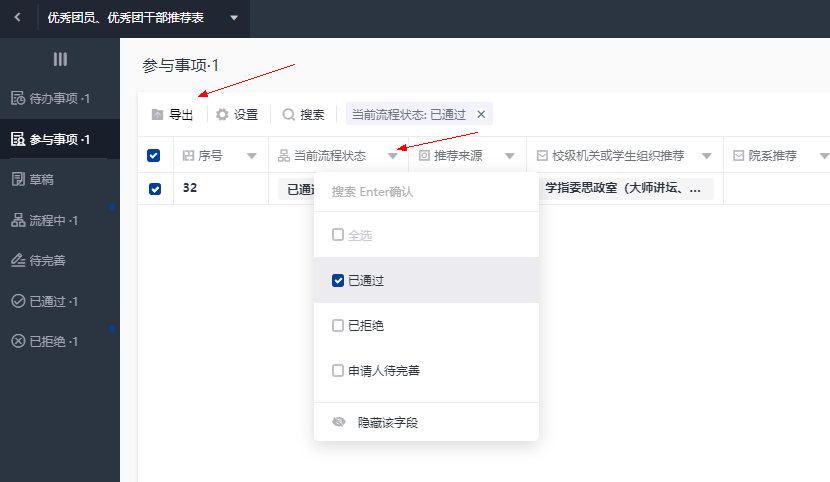 优秀团员、优秀团干部推荐表
待办事项 ·1
参与事项 ·1
草稿
流程中 ·1
待完善
已通过 ·1
已拒绝 ·1
参与事项·1
导出 设置 搜索 当前流程状态: 已通过
序号 当前流程状态 推荐来源 校级机关或学生组织推荐 院系推荐
32 已通 学指委思政室（大师讲坛、...
搜索 Enter确认
全选
已通过
已拒绝
申请人待完善
隐藏该字段